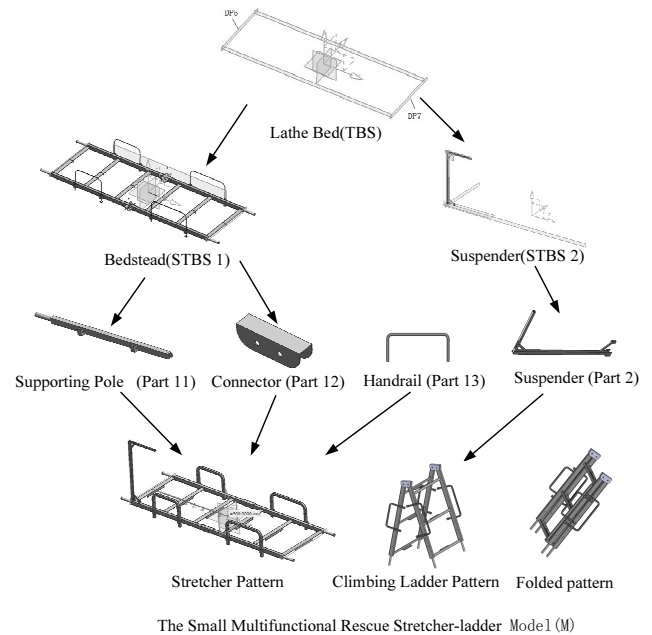 DP6
DP7
Lathe Bed(TBS)
Bedstead(STBS 1)
Suspender(STBS 2)
Supporting Pole (Part 11)
Connector (Part 12)
Handrail (Part 13)
Suspender (Part 2)
Stretcher Pattern
Climbing Ladder Pattern
Folded pattern
The Small Multifunctional Rescue Stretcher-ladder Model(M)